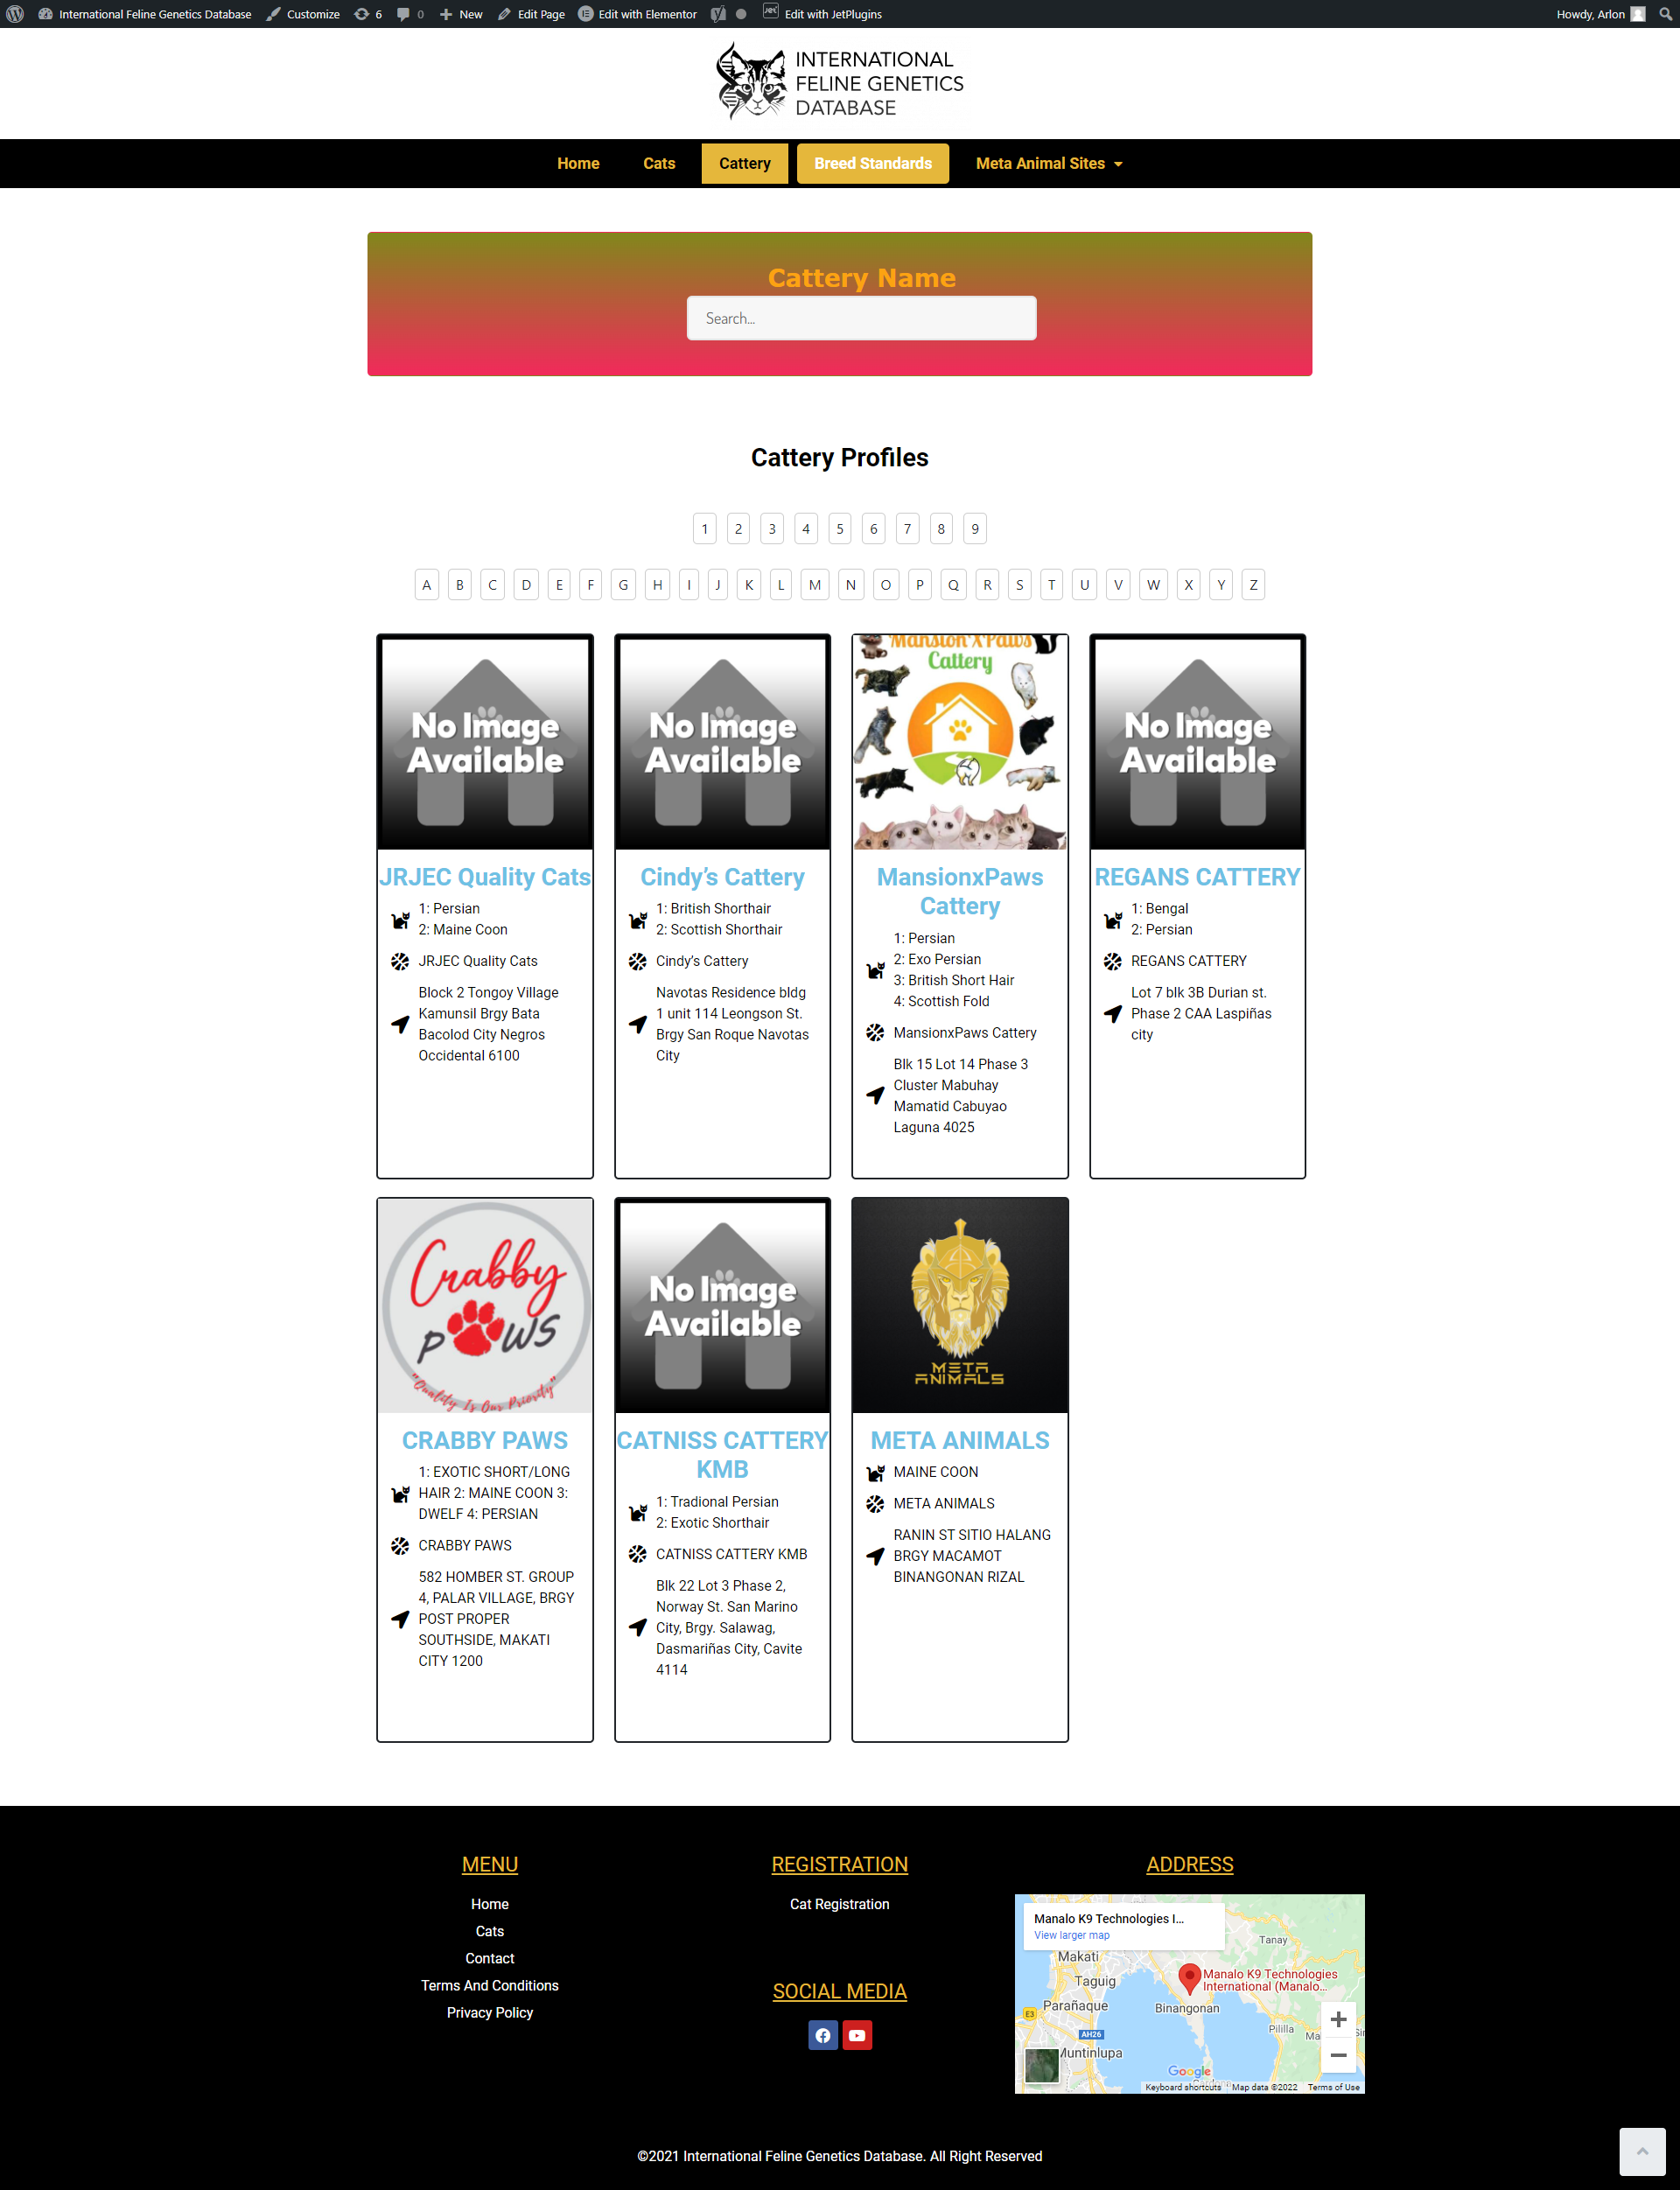 International Feline Genetics Database Customize 6 0 New Edit Page Edit with Elementor Edit with JetPlugins Howdy, Arlon
INTERNATIONAL
FELINE GENETICS
DATABASE
Home Cats Cattery Breed Standards Meta Animal Sites
Cattery Name
Search...
Cattery Profiles
1 2 3 4 5 6 7 8 9
A B C D E F G H I J K L M N O P Q R S T U V W X Y Z
No Image
Available
JRJEC Quality Cats
1: Persian
2: Maine Coon
JRJEC Quality Cats
Block 2 Tongoy Village
Kamunsil Brgy Bata
Bacolod City Negros
Occidental 6100
No Image
Available
Cindy’s Cattery
1: British Shorthair
2: Scottish Shorthair
Cindy’s Cattery
Navotas Residence bldg
1 unit 114 Leongson St.
Brgy San Roque Navotas
City
MansionXPaws
Cattery
MansionxPaws
Cattery
1: Persian
2: Exo Persian
3: British Short Hair
4: Scottish Fold
MansionxPaws Cattery
Blk 15 Lot 14 Phase 3
Cluster Mabuhay
Mamatid Cabuyao
Laguna 4025
No Image
Available
REGANS CATTERY
1: Bengal
2: Persian
REGANS CATTERY
Lot 7 blk 3B Durian st.
Phase 2 CAA Laspiñas
city
Crabby
PAWS
"Quality Is Our Priority"
CRABBY PAWS
1: EXOTIC SHORT/LONG
HAIR 2: MAINE COON 3:
DWELF 4: PERSIAN
CRABBY PAWS
582 HOMBER ST. GROUP
4, PALAR VILLAGE, BRGY
POST PROPER
SOUTHSIDE, MAKATI
CITY 1200
No Image
Available
CATNISS CATTERY
KMB
1: Tradional Persian
2: Exotic Shorthair
CATNISS CATTERY KMB
Blk 22 Lot 3 Phase 2,
Norway St. San Marino
City, Brgy. Salawag,
Dasmariñas City, Cavite
4114
META
ANIMALS
META ANIMALS
MAINE COON
META ANIMALS
RANIN ST SITIO HALANG
BRGY MACAMOT
BINANGONAN RIZAL
MENU
Home
Cats
Contact
Terms And Conditions
Privacy Policy
REGISTRATION
Cat Registration
SOCIAL MEDIA
ADDRESS
Manalo K9 Technologies I...
View larger map
Makati
Tanay
Taguig
Manalo K9 Technologies
International (Manalo...
Parañaque
Binangonan
E3
Pililla
AH26
Muntinlupa
Google
Keyboard shortcuts Map data ©2022 Terms of Use
©2021 International Feline Genetics Database. All Right Reserved